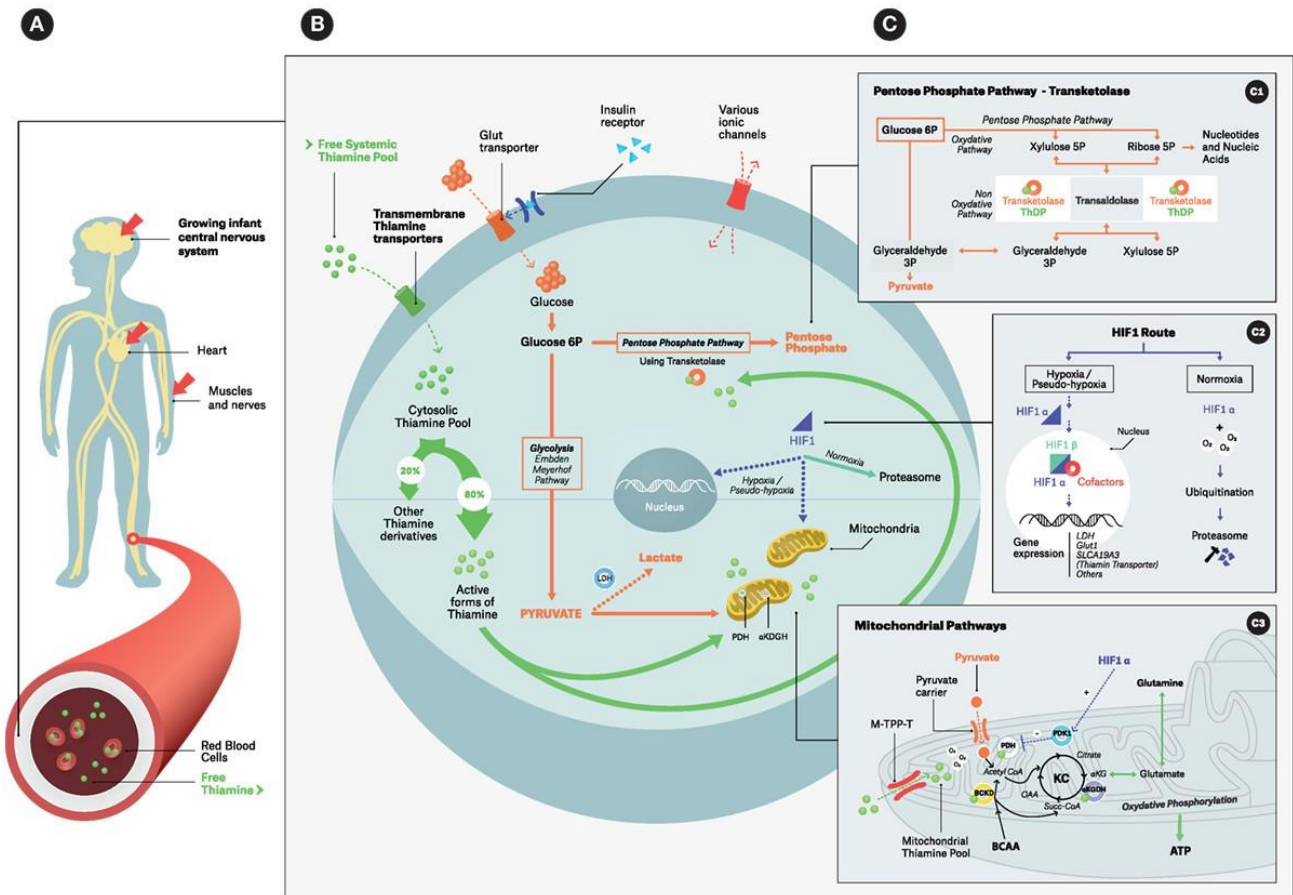 A
B
C
Growing infant
central nervous
system
Heart
Muscles
and nerves
Red Blood
Cells
Free
Thiamine >
> Free Systemic
Thiamine Pool
Transmembrane
Thiamine
transporters
Glut
transporter
Insulin
receptor
Various
ionic
channels
Glucose
Glucose 6P
Pentose Phosphate Pathway
Using Transketolase
Pentose
Phosphate
Cytosolic
Thiamine Pool
20%
80%
Other
Thiamine
derivatives
Active
forms of
Thiamine
Glycolysis
Embden
Meyerhof
Pathway
PYRUVATE
LDH
Lactate
Nucleus
HIF1
Normoxia
Proteasome
Hypoxia /
Pseudo-hypoxia
Mitochondria
PDH
αKDGH
Pentose Phosphate Pathway - Transketolase
C1
Glucose 6P
Pentose Phosphate Pathway
Oxydative
Pathway
Xylulose 5P
Ribose 5P
Nucleotides
and Nucleic
Acids
Non
Oxydative
Pathway
Transketolase
ThDP
Transaldolase
Transketolase
ThDP
Glyceraldehyde
3P
Glyceraldehyde
3P
Xylulose 5P
Pyruvate
HIF1 Route
C2
Hypoxia /
Pseudo-hypoxia
Normoxia
HIF1 α
HIF1 α
+
O₂
O₂
O₂
Nucleus
HIF1 β
HIF1 α
Cofactors
Ubiquitination
Gene
expression
LDH
Glut1
SLCA19A3
(Thiamin Transporter)
Others
Proteasome
Mitochondrial Pathways
C3
Pyruvate
HIF1 α
Pyruvate
carrier
Glutamine
M-TPP-T
+
-
O₂
O₂
O₂
PDH
PDK1
Acetyl CoA
Citrate
KC
αKG
Glutamate
OAA
αKGDH
BCKD
Succ-CoA
Oxydative Phosphorylation
Mitochondrial
Thiamine Pool
BCAA
ATP